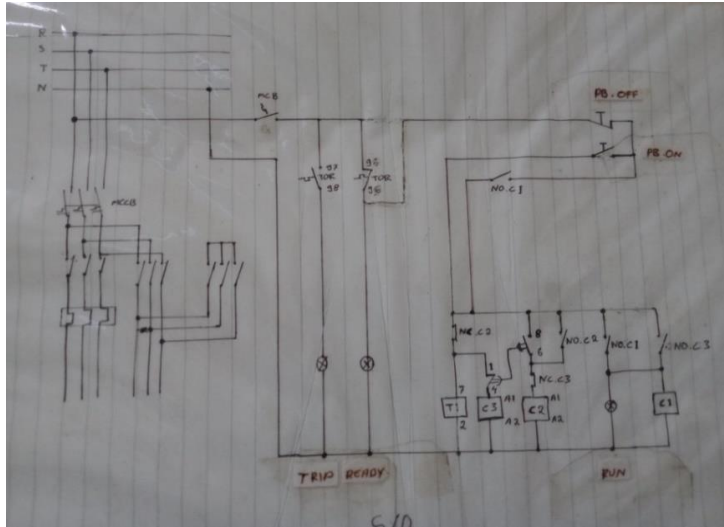 R
S
T
N
MCB
PB.OFF
PB.ON
97
TOR
98
96
TOR
95
NO.C1
MCCB
NC.C2
8
6
NO.C2
NO.C1
NO.C3
1
4
NC.C3
7
T1
2
C3
A1
A2
C2
A1
A2
C1
TRIP
READY
RUN